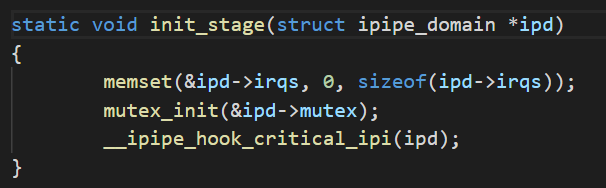 static void init_stage(struct ipipe_domain *ipd)
{
        memset(&ipd->irqs, 0, sizeof(ipd->irqs));
        mutex_init(&ipd->mutex);
        __ipipe_hook_critical_ipi(ipd);
}